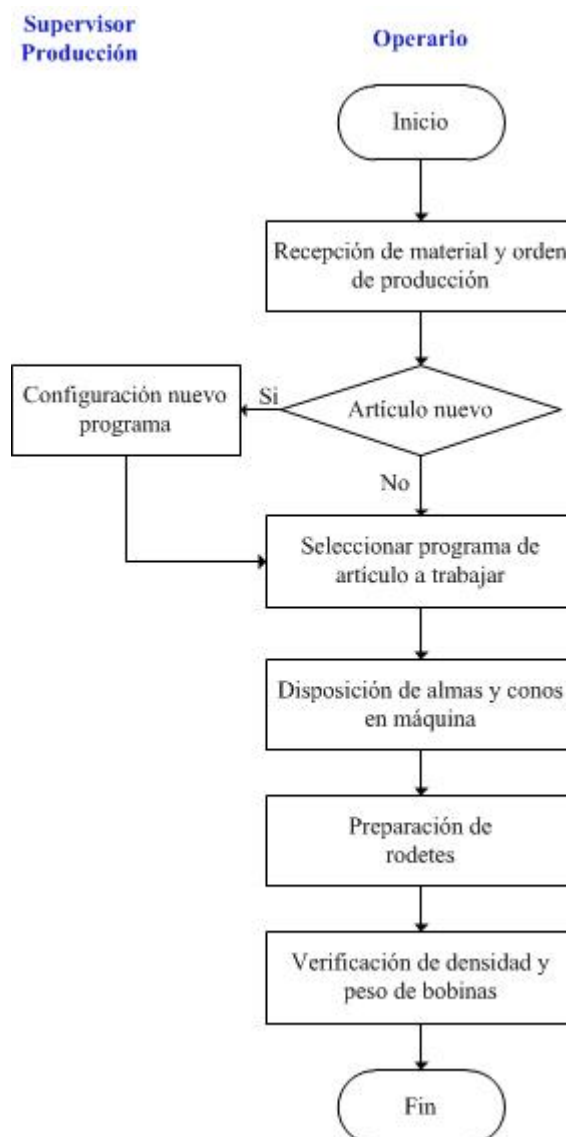 Supervisor
Producción
Operario
Inicio
Recepción de material y orden
de producción
Artículo nuevo
Si
Configuración nuevo
programa
No
Seleccionar programa de
artículo a trabajar
Disposición de almas y conos
en máquina
Preparación de
rodetes
Verificación de densidad y
peso de bobinas
Fin